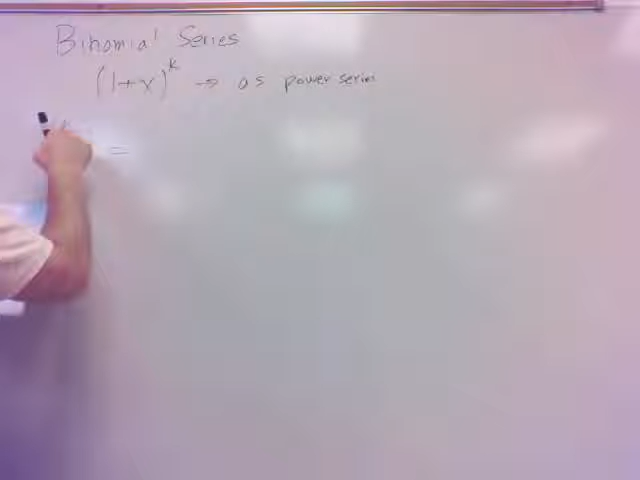 Binomial Series
(1+x)^k → as power series
=